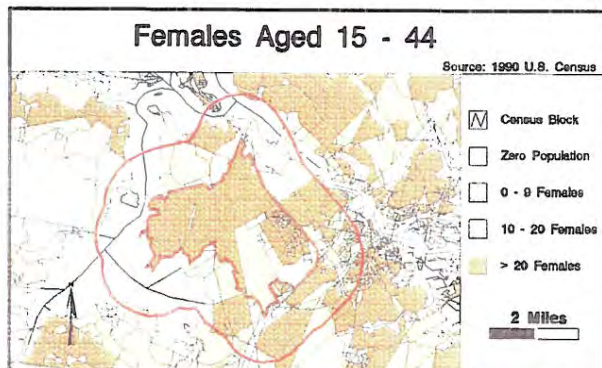 Females Aged 15 - 44
Source: 1990 U.S. Census
Census Block
Zero Population
0 - 9 Females
10 - 20 Females
> 20 Females
2 Miles